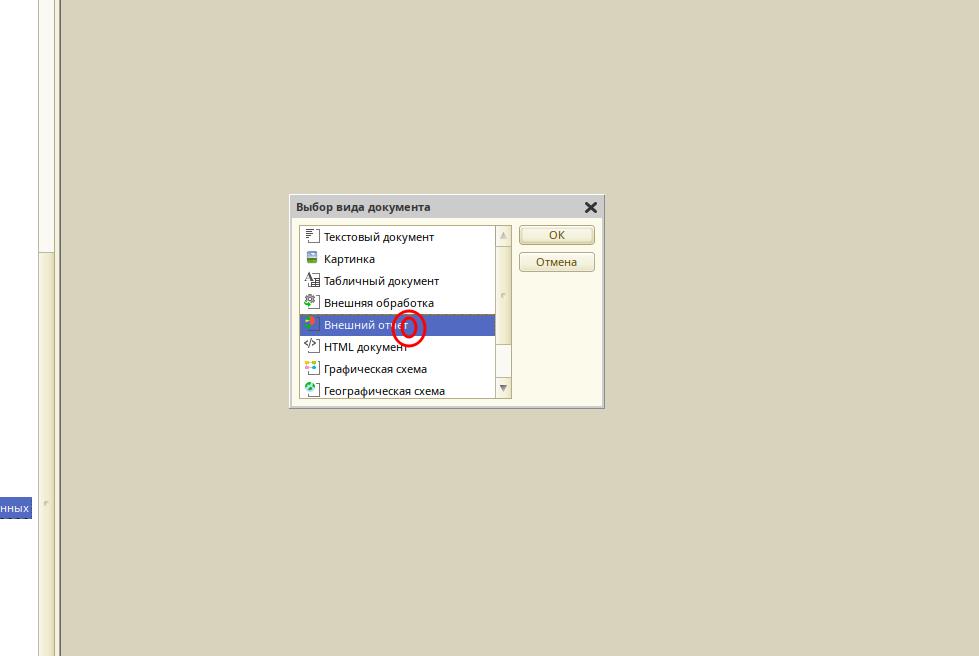 Выбор вида документа
Текстовый документ
ОК
Картинка
Отмена
Табличный документ
Внешняя обработка
Внешний отчет
HTML документ
Графическая схема
Географическая схема
нных